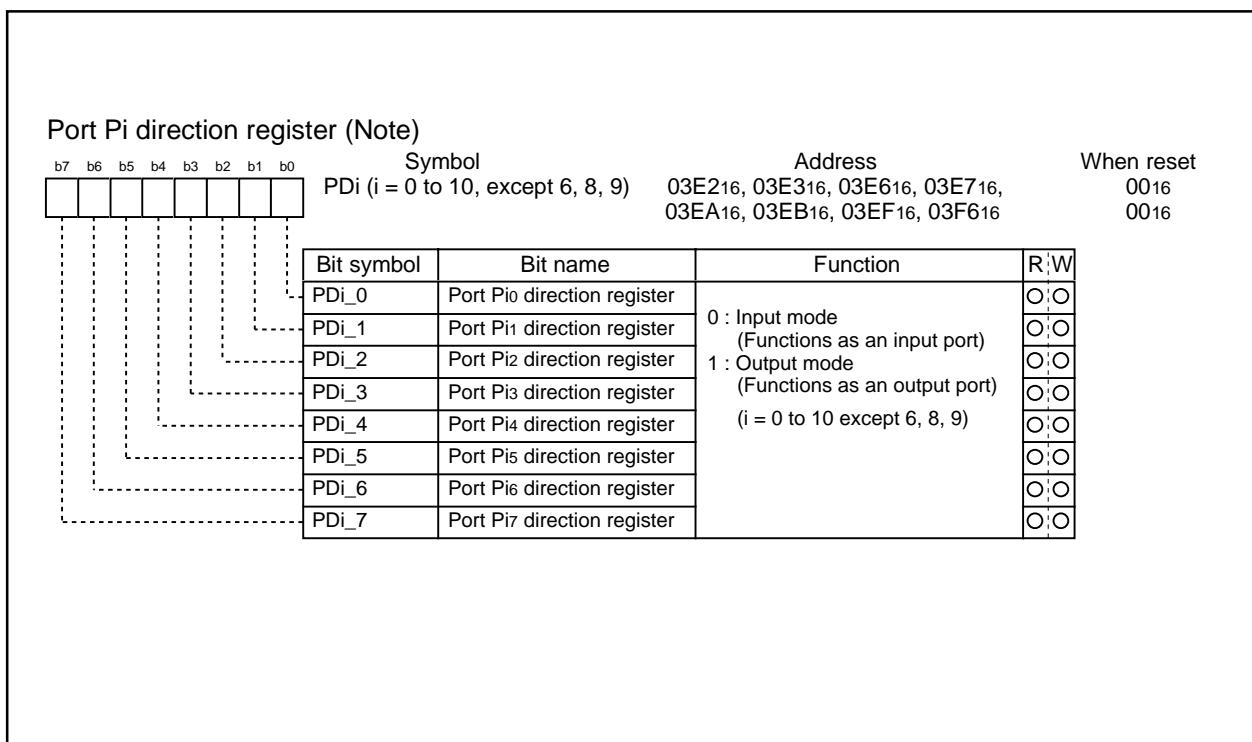 Port Pi direction register (Note)
b7 b6 b5 b4 b3 b2 b1 b0
Symbol Address When reset
PDi (i = 0 to 10, except 6, 8, 9) 03E216, 03E316, 03E616, 03E716, 0016
03EA16, 03EB16, 03EF16, 03F616 0016
Bit symbol Bit name Function R W
PDi_0 Port Pi0 direction register
PDi_1 Port Pi1 direction register
PDi_2 Port Pi2 direction register
PDi_3 Port Pi3 direction register
PDi_4 Port Pi4 direction register
PDi_5 Port Pi5 direction register
PDi_6 Port Pi6 direction register
PDi_7 Port Pi7 direction register
0 : Input mode
(Functions as an input port)
1 : Output mode
(Functions as an output port)
(i = 0 to 10 except 6, 8, 9)